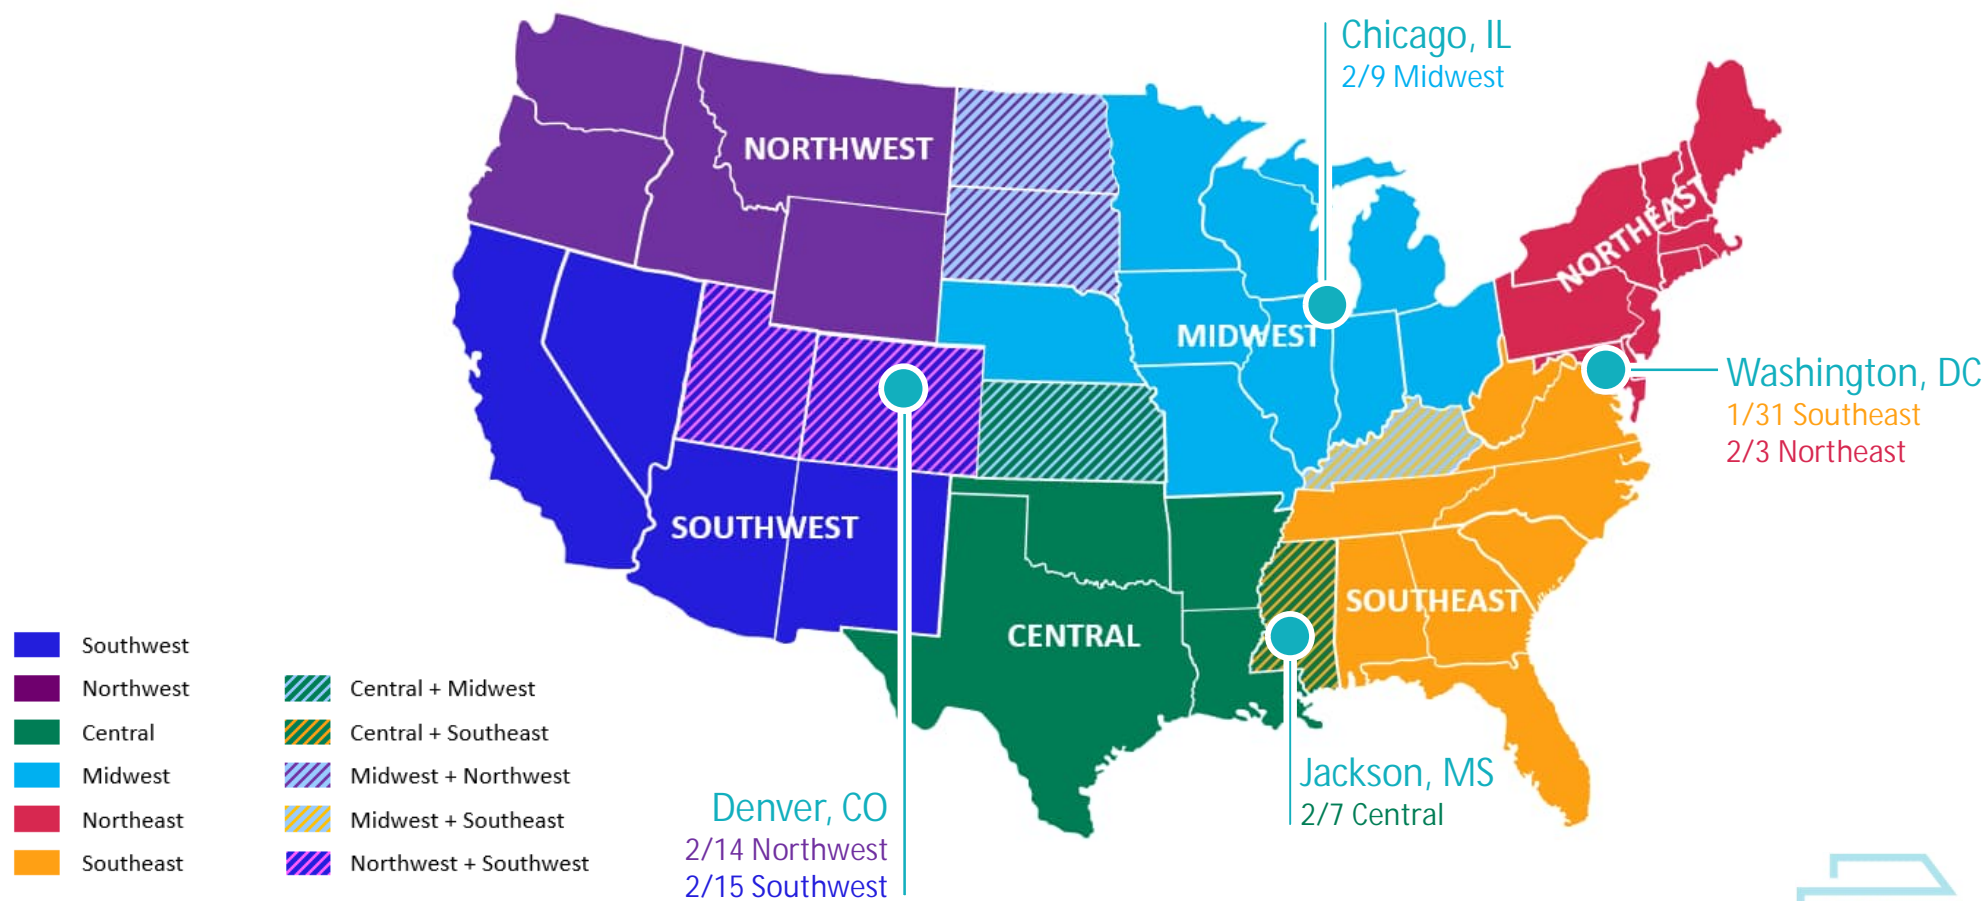 Chicago, IL
2/9 Midwest
NORTHWEST
NORTHEAST
MIDWEST
Washington, DC
1/31 Southeast
2/3 Northeast
SOUTHWEST
SOUTHEAST
CENTRAL
Jackson, MS
2/7 Central
Denver, CO
2/14 Northwest
2/15 Southwest
Southwest
Northwest
Central
Midwest
Northeast
Southeast
Central + Midwest
Central + Southeast
Midwest + Northwest
Midwest + Southeast
Northwest + Southwest